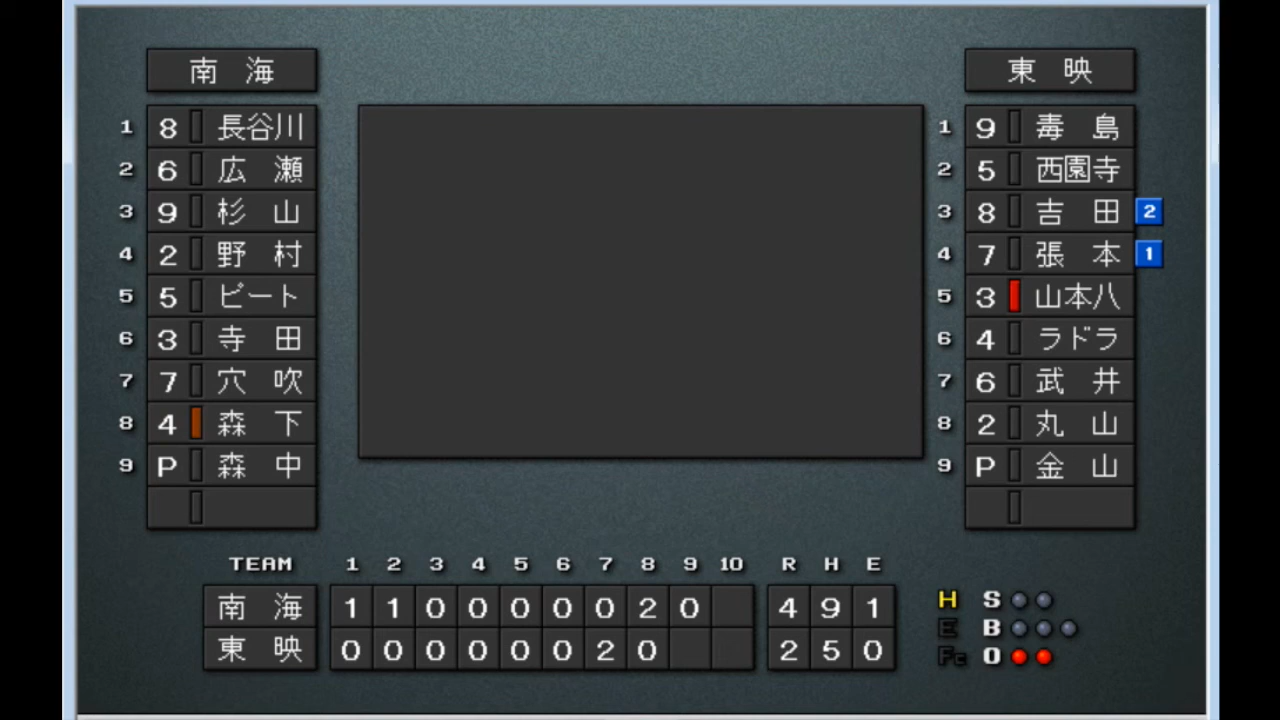 南 海
1 8 長谷川
2 6 広 瀬
3 9 杉 山
4 2 野 村
5 5 ビート
6 3 寺 田
7 7 穴 吹
8 4 森 下
9 P 森 中
東 映
1 9 毒 島
2 5 西園寺
3 8 吉 田 2
4 7 張 本 1
5 3 山本八
6 4 ラドラ
7 6 武 井
8 2 丸 山
9 P 金 山
TEAM 1 2 3 4 5 6 7 8 9 10 R H E
南 海 1 1 0 0 0 0 0 2 0 4 9 1
東 映 0 0 0 0 0 0 2 0 2 5 0
H S
E B
Fc O